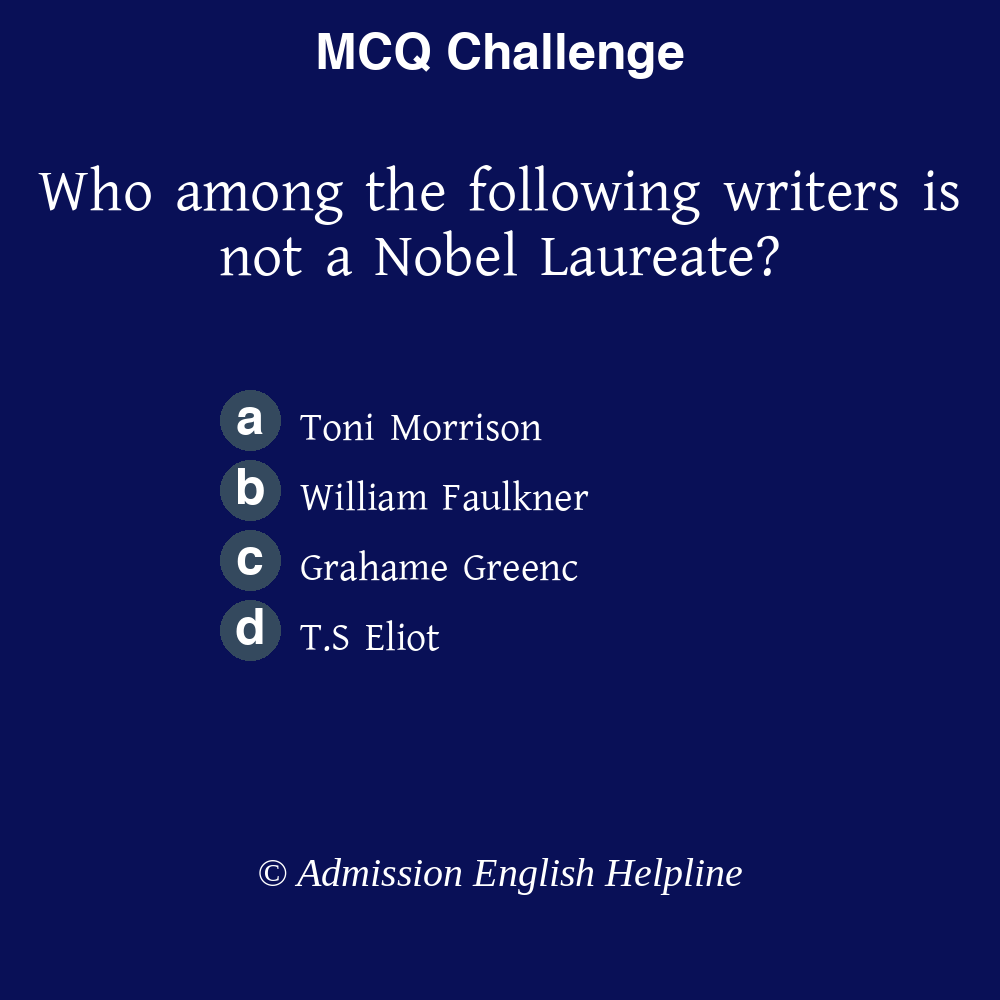 MCQ Challenge
Who among the following writers is
not a Nobel Laureate?
a Toni Morrison
b William Faulkner
c Grahame Greenc
d T.S Eliot
© Admission English Helpline